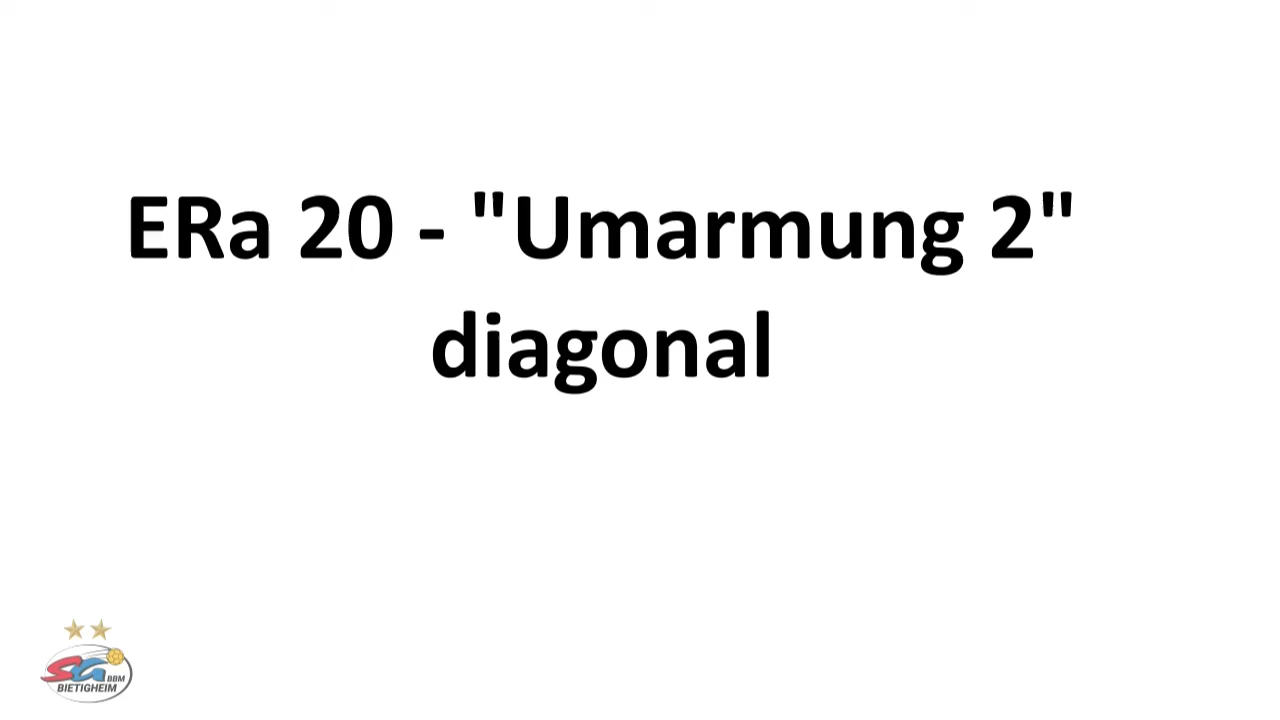 ERa 20 - "Umarmung 2"
diagonal
SG
BBM
BIETIGHEIM